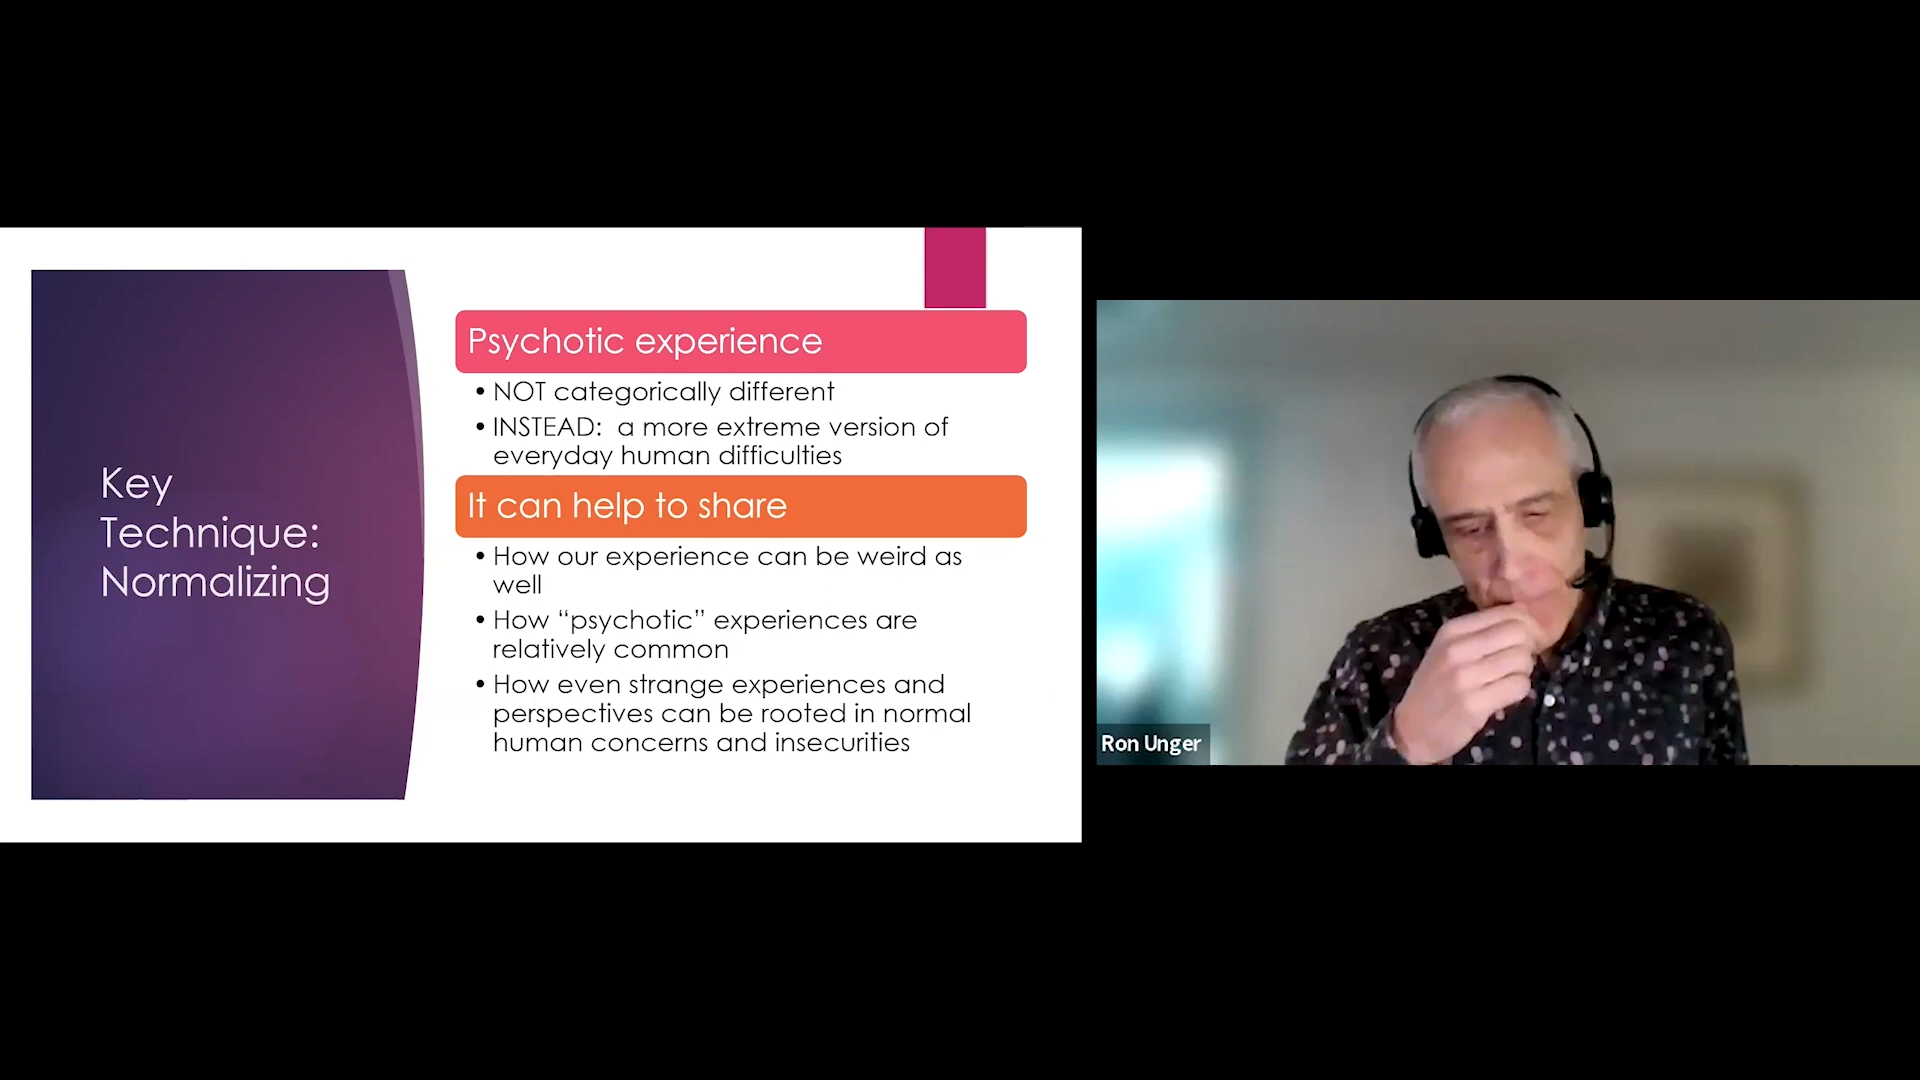 Key
Technique:
Normalizing
Psychotic experience
• NOT categorically different
• INSTEAD:  a more extreme version of
everyday human difficulties
It can help to share
• How our experience can be weird as
well
• How “psychotic” experiences are
relatively common
• How even strange experiences and
perspectives can be rooted in normal
human concerns and insecurities
Ron Unger